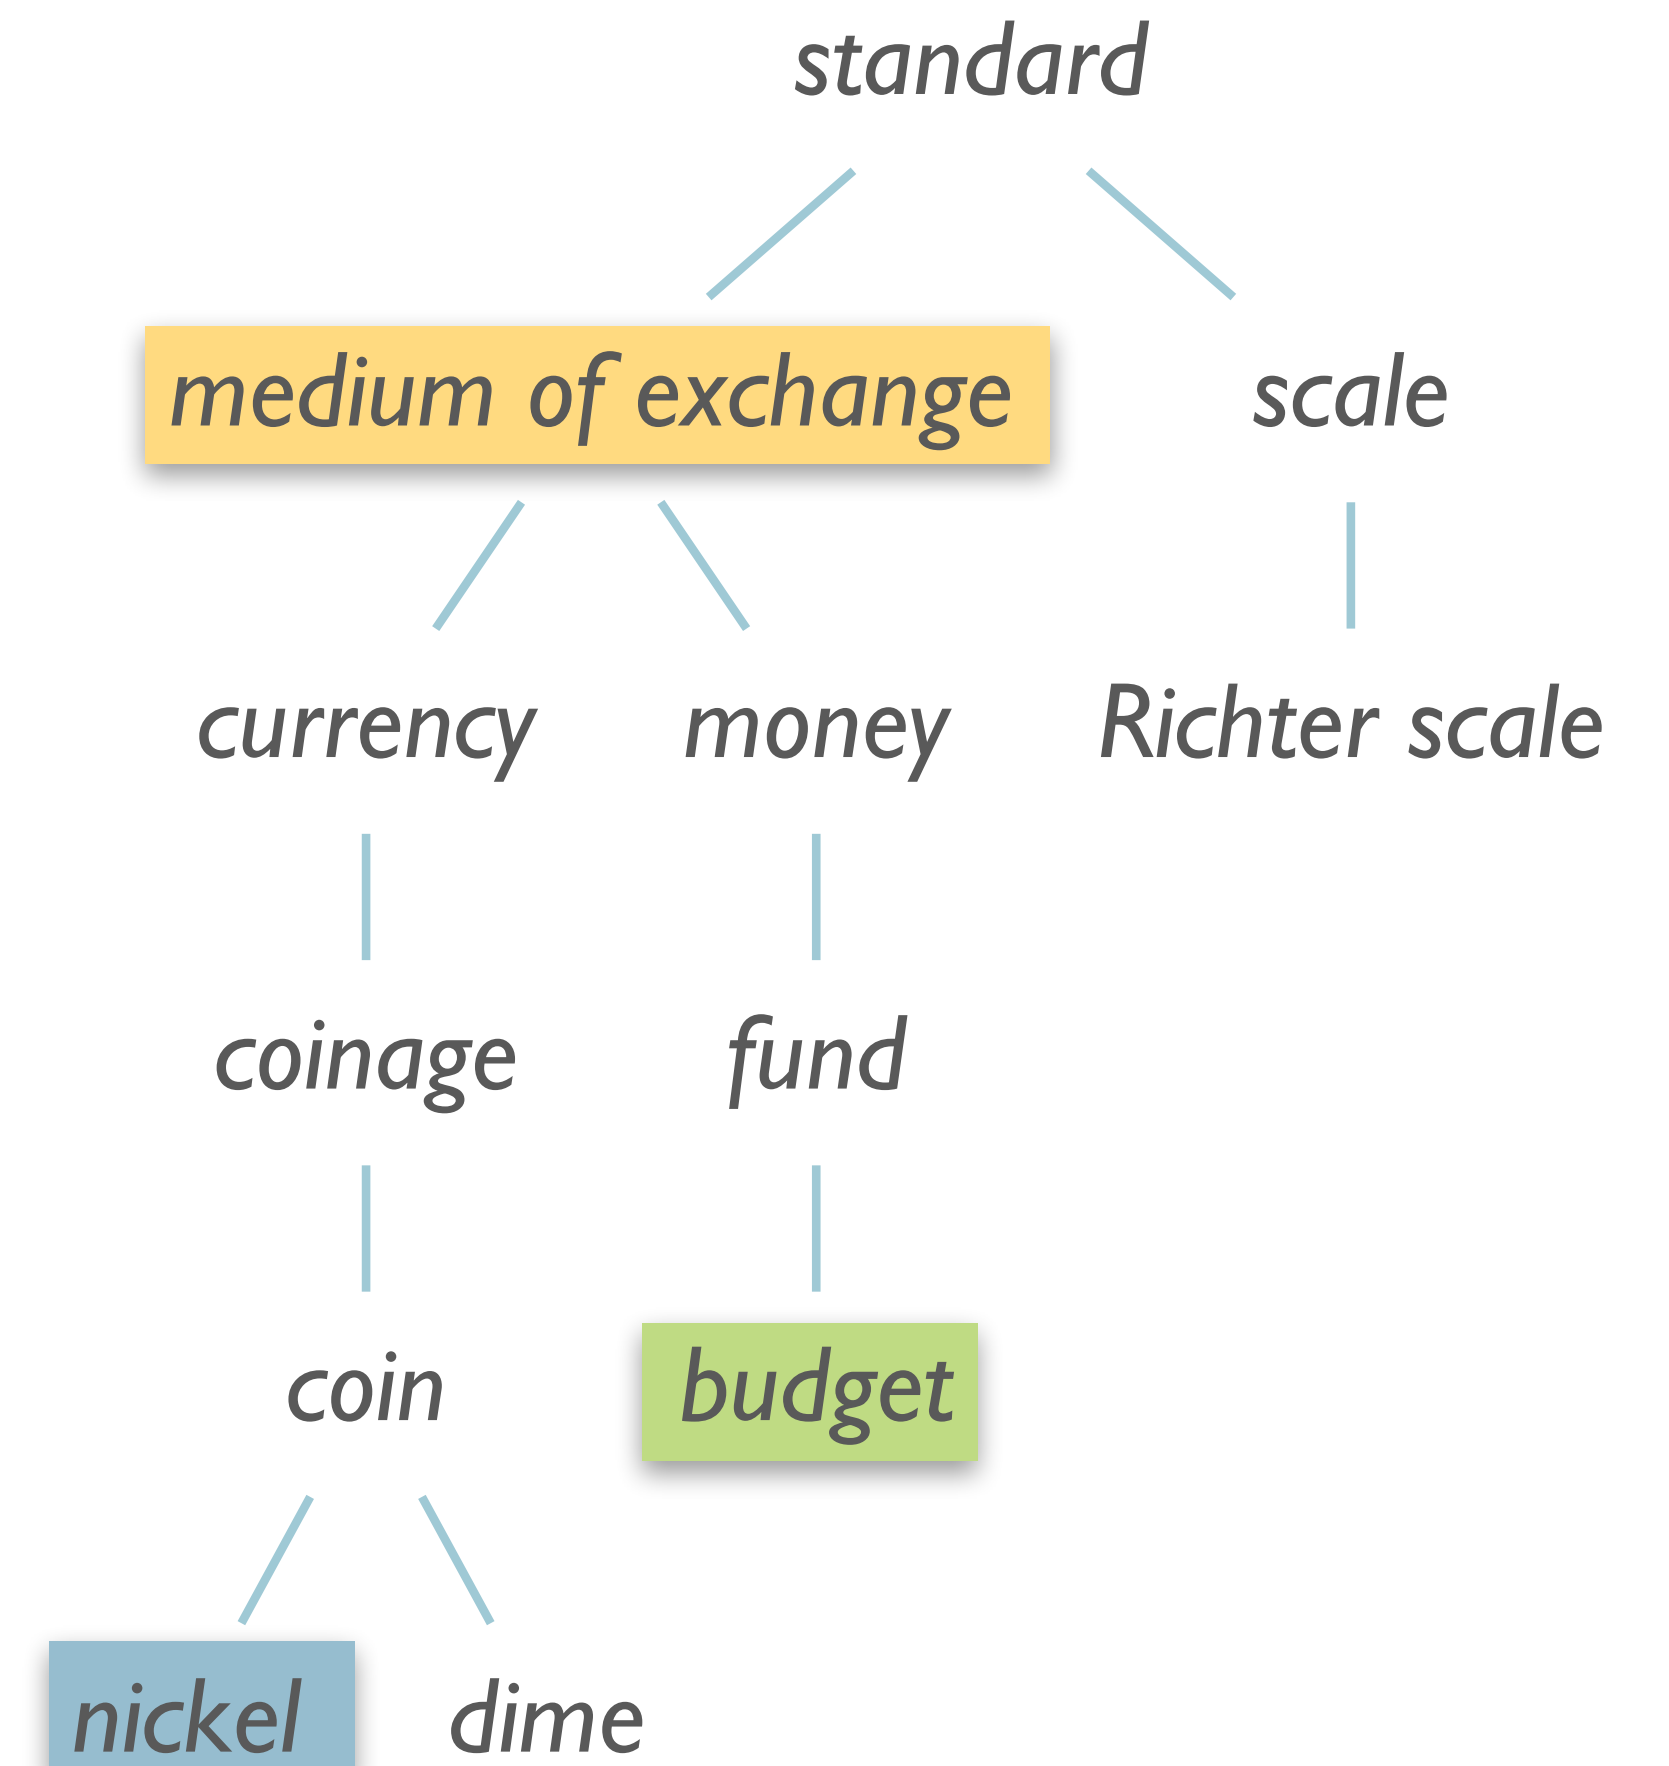 standard
medium of exchange
scale
currency
money
Richter scale
coinage
fund
coin
budget
nickel
dime